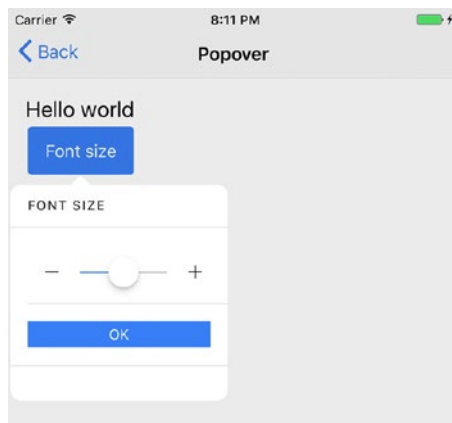 Carrier 8:11 PM
Back Popover
Hello world
Font size
FONT SIZE
− +
OK